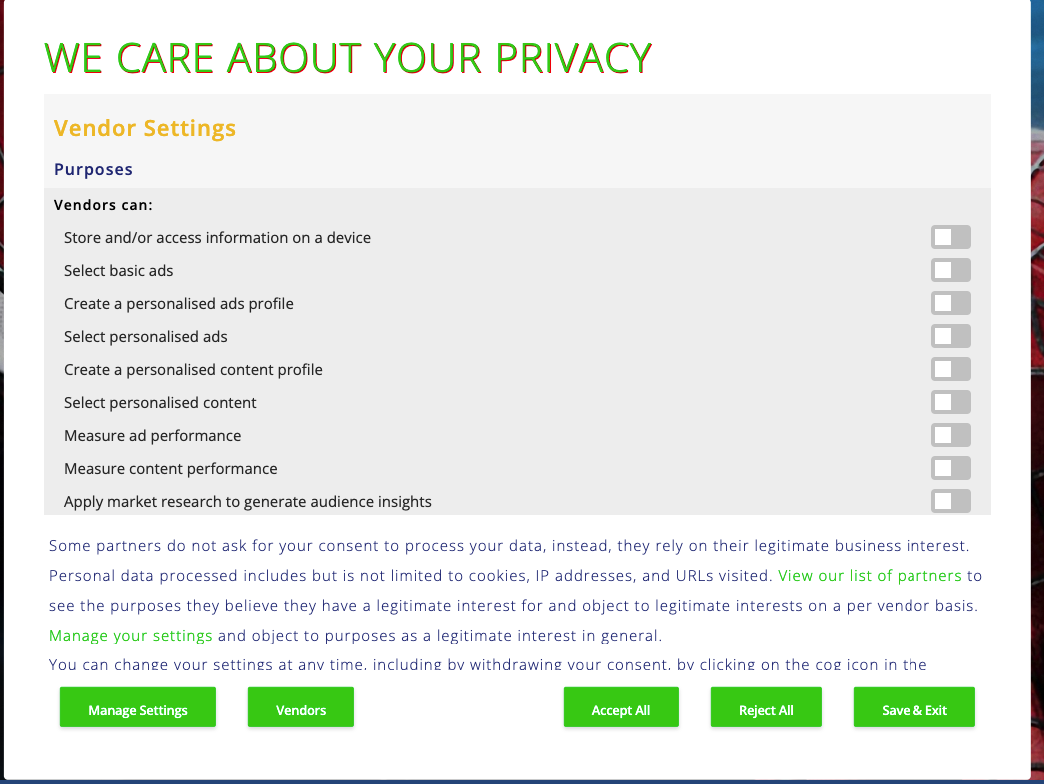 WE CARE ABOUT YOUR PRIVACY
Vendor Settings
Purposes
Vendors can:
Store and/or access information on a device
Select basic ads
Create a personalised ads profile
Select personalised ads
Create a personalised content profile
Select personalised content
Measure ad performance
Measure content performance
Apply market research to generate audience insights
Some partners do not ask for your consent to process your data, instead, they rely on their legitimate business interest.
Personal data processed includes but is not limited to cookies, IP addresses, and URLs visited. View our list of partners to
see the purposes they believe they have a legitimate interest for and object to legitimate interests on a per vendor basis.
Manage your settings and object to purposes as a legitimate interest in general.
You can change your settings at any time, including by withdrawing your consent, by clicking on the cog icon in the
Manage Settings Vendors Accept All Reject All Save & Exit